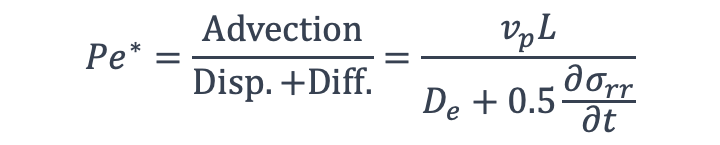 Pe* = Advection / Disp. +Diff. = v_p L / D_e + 0.5 ∂σ_rr / ∂t